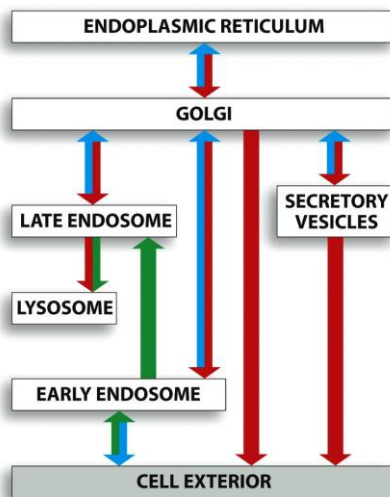 ENDOPLASMIC RETICULUM
GOLGI
LATE ENDOSOME
SECRETORY
VESICLES
LYSOSOME
EARLY ENDOSOME
CELL EXTERIOR